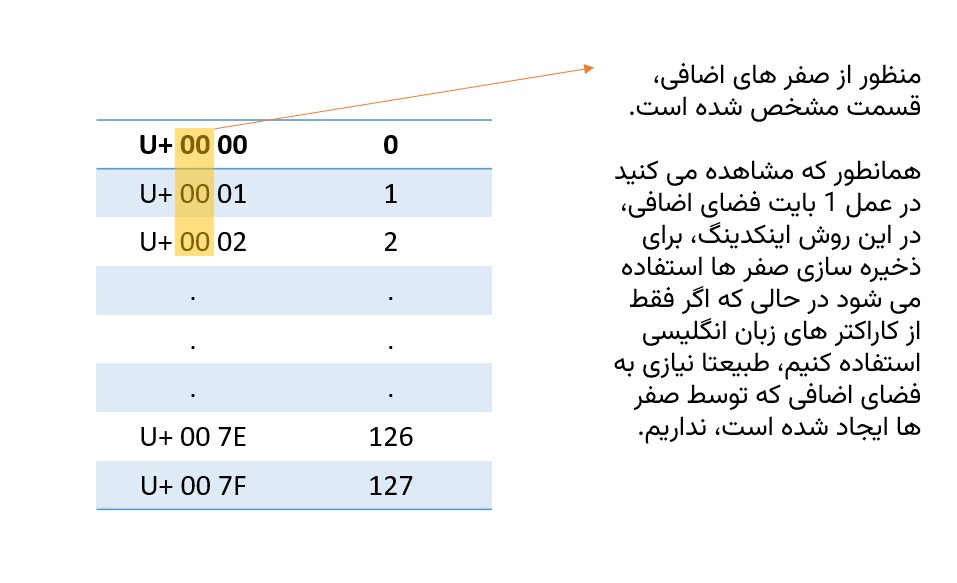 منظور از صفر های اضافی،
قسمت مشخص شده است.
همانطور که مشاهده می کنید
در عمل 1 بایت فضای اضافی،
در این روش اینکدینگ، برای
ذخیره سازی صفر ها استفاده
می شود در حالی که اگر فقط
از کاراکتر های زبان انگلیسی
استفاده کنیم، طبیعتا نیازی به
فضای اضافی که توسط صفر
ها ایجاد شده است، نداریم.
U+ 00 00 0
U+ 00 01 1
U+ 00 02 2
. .
. .
. .
U+ 00 7E 126
U+ 00 7F 127